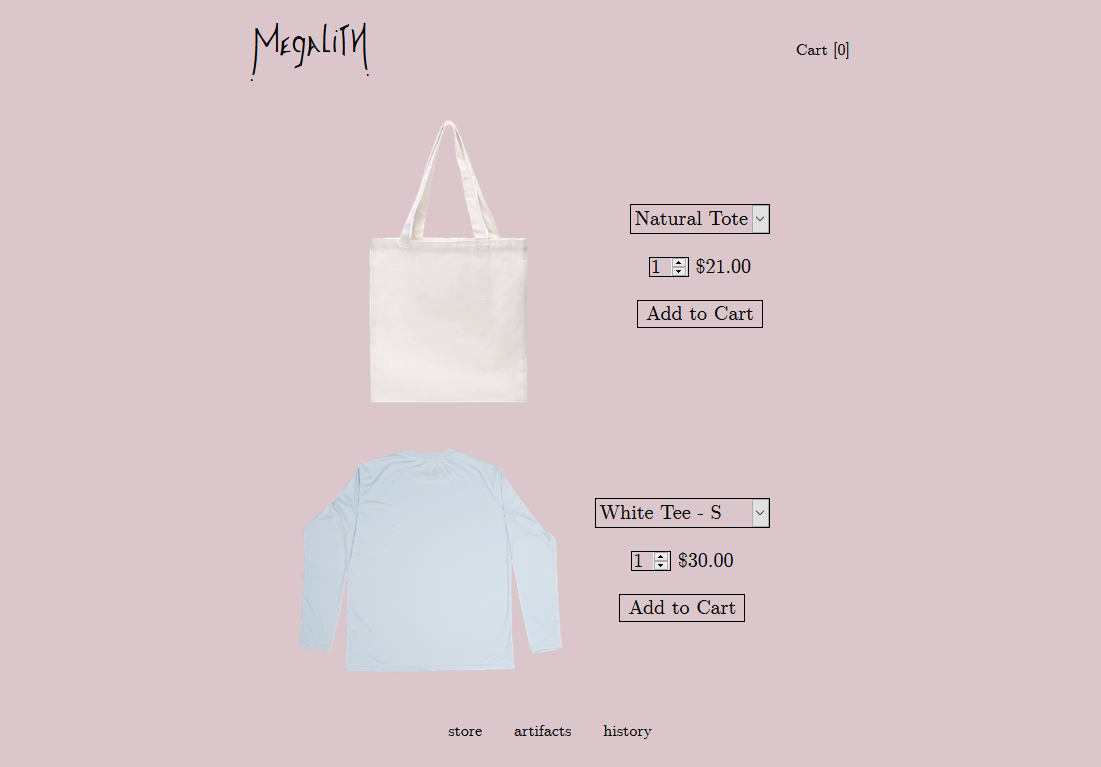 MEGALITH
Cart [0]
Natural Tote
1 $21.00
Add to Cart
White Tee - S
1 $30.00
Add to Cart
store artifacts history